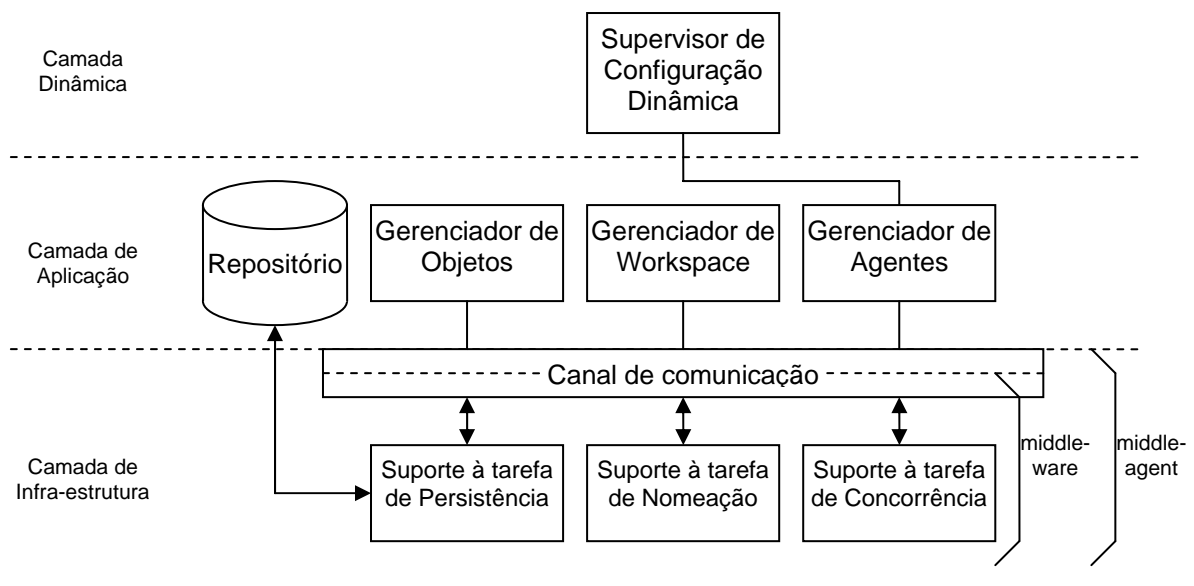 Camada
Dinâmica
Supervisor de
Configuração
Dinâmica
Camada de
Aplicação
Repositório
Gerenciador de
Objetos
Gerenciador de
Workspace
Gerenciador de
Agentes
Canal de comunicação
Camada de
Infra-estrutura
Suporte à tarefa
de Persistência
Suporte à tarefa
de Nomeação
Suporte à tarefa
de Concorrência
middle-
ware
middle-
agent